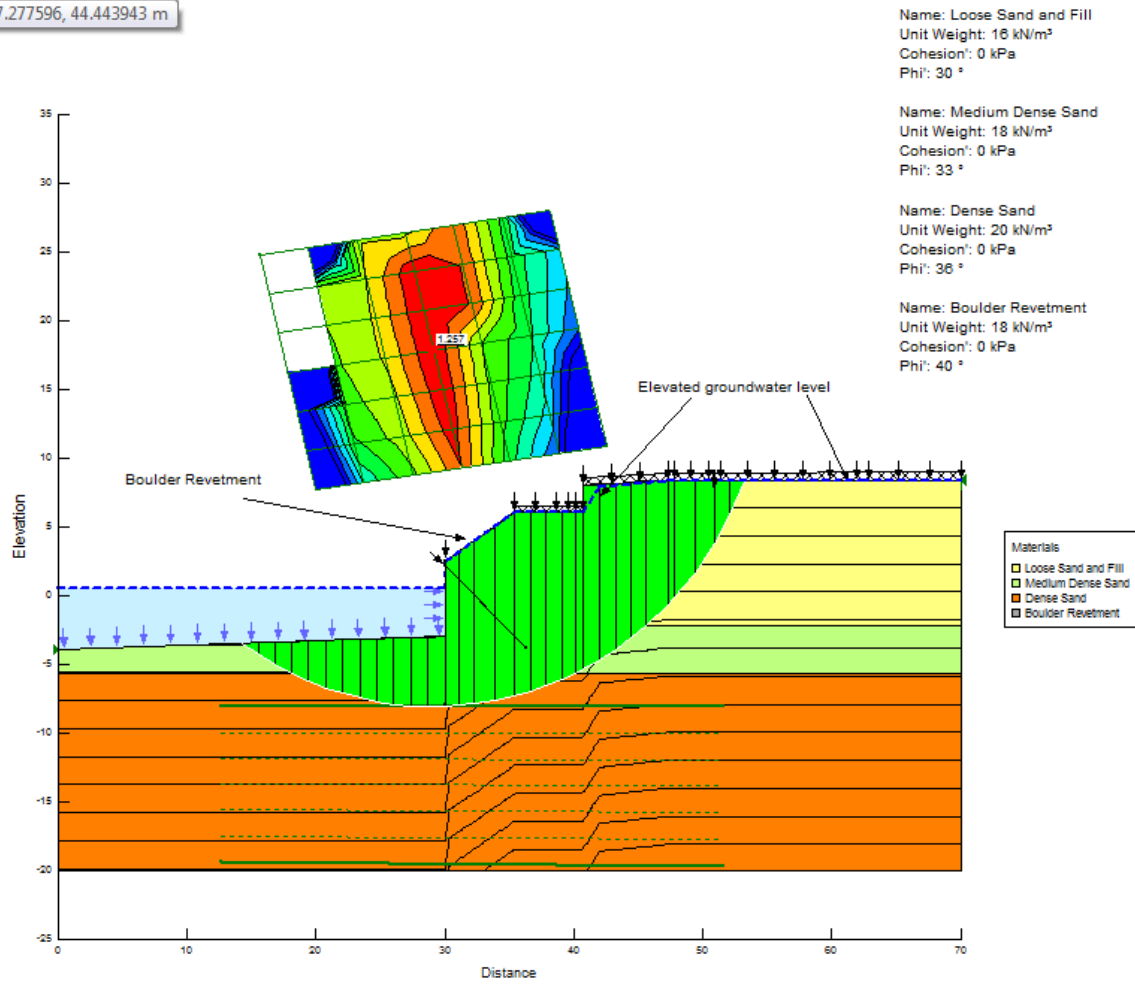 7.277596, 44.443943 m
Name: Loose Sand and Fill
Unit Weight: 16 kN/m³
Cohesion': 0 kPa
Phi': 30 °
Name: Medium Dense Sand
Unit Weight: 18 kN/m³
Cohesion': 0 kPa
Phi': 33 °
Name: Dense Sand
Unit Weight: 20 kN/m³
Cohesion': 0 kPa
Phi': 36 °
Name: Boulder Revetment
Unit Weight: 18 kN/m³
Cohesion': 0 kPa
Phi': 40 °
35
30
25
20
15
10
5
0
-5
-10
-15
-20
-25
Elevation
1.257
Elevated groundwater level
Boulder Revetment
Materials
Loose Sand and Fill
Medium Dense Sand
Dense Sand
Boulder Revetment
0 10 20 30 40 50 60 70
Distance